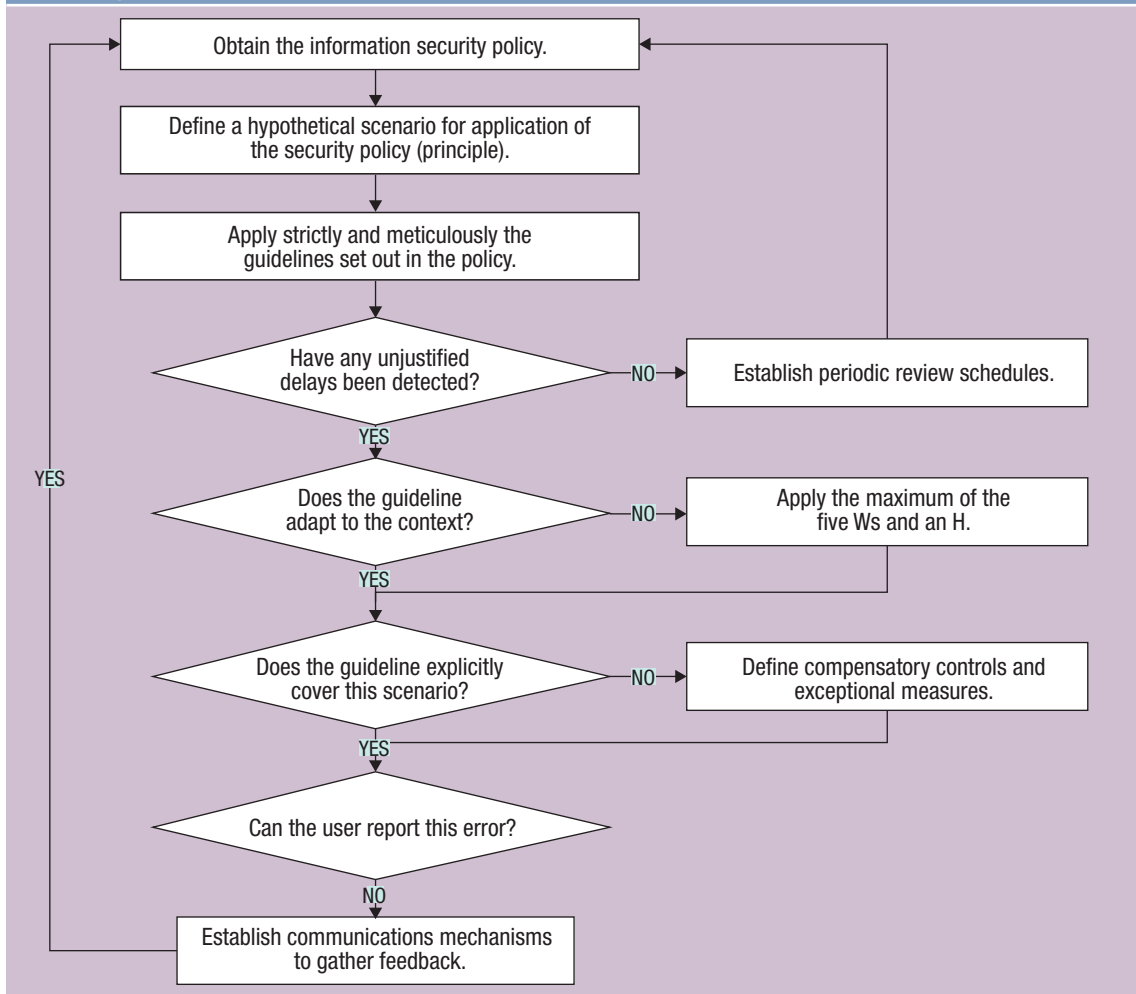 Obtain the information security policy.
Define a hypothetical scenario for application of
the security policy (principle).
Apply strictly and meticulously the
guidelines set out in the policy.
Have any unjustified
delays been detected?
NO
Establish periodic review schedules.
YES
YES
Does the guideline
adapt to the context?
NO
Apply the maximum of the
five Ws and an H.
YES
Does the guideline explicitly
cover this scenario?
NO
Define compensatory controls and
exceptional measures.
YES
Can the user report this error?
NO
Establish communications mechanisms
to gather feedback.